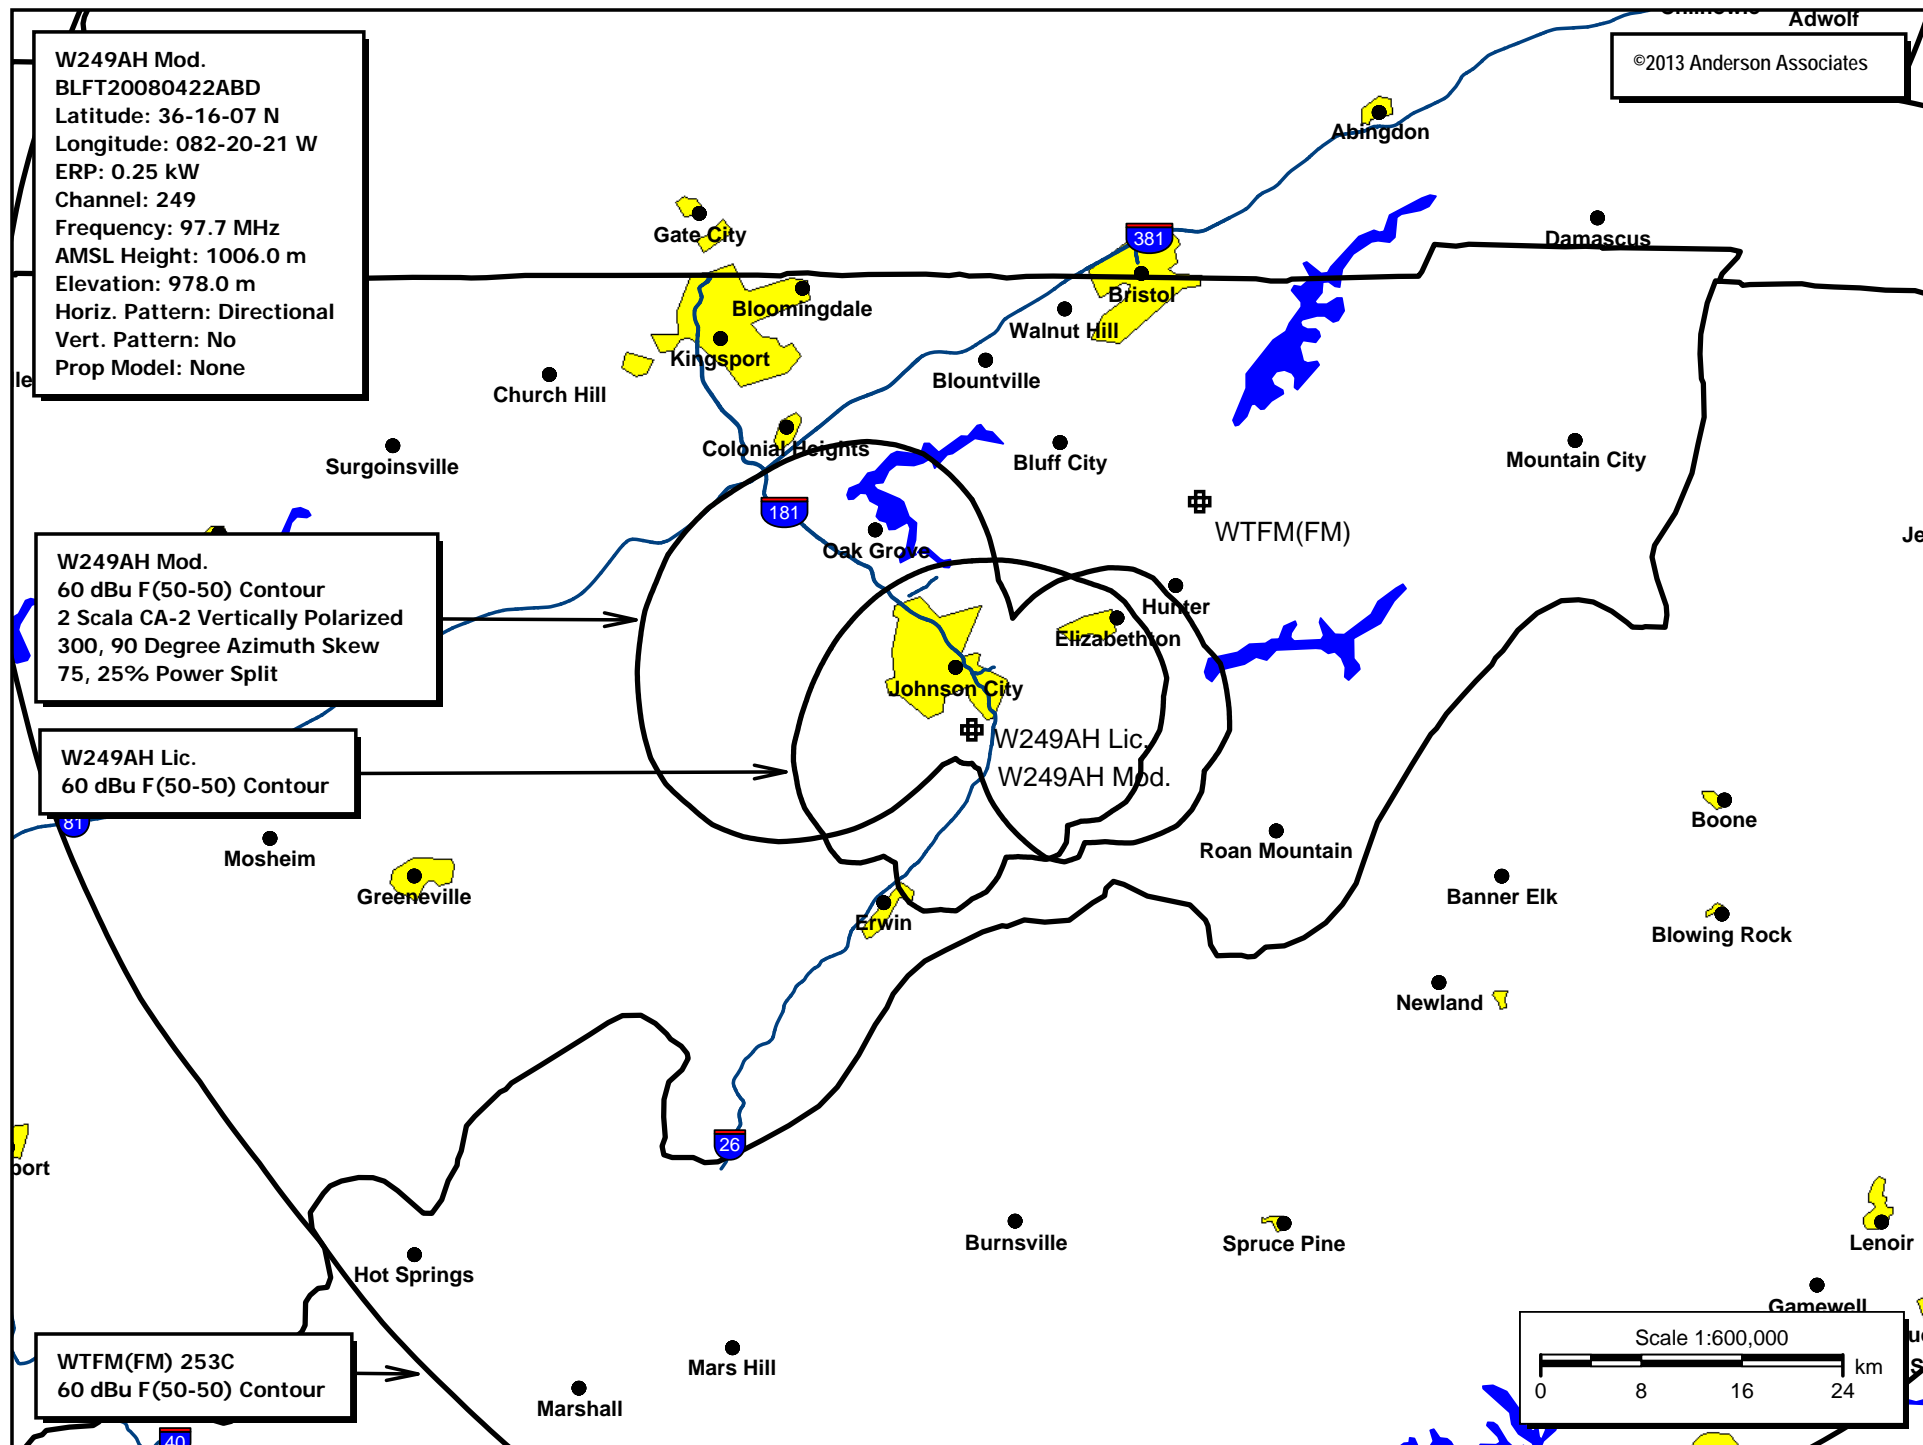 Adwolf
W249AH Mod.
BLFT20080422ABD
Latitude: 36-16-07 N
Longitude: 082-20-21 W
ERP: 0.25 kW
Channel: 249
Frequency: 97.7 MHz
AMSL Height: 1006.0 m
Elevation: 978.0 m
Horiz. Pattern: Directional
Vert. Pattern: No
Prop Model: None
©2013 Anderson Associates
Abingdon
Gate City
381
Damascus
Bloomingdale
Bristol
Walnut Hill
Kingsport
Blountville
Church Hill
Colonial Heights
Bluff City
Mountain City
Surgoinsville
181
WTFM(FM)
Oak Grove
W249AH Mod.
60 dBu F(50-50) Contour
2 Scala CA-2 Vertically Polarized
300, 90 Degree Azimuth Skew
75, 25% Power Split
Hunter
Elizabethton
Johnson City
W249AH Lic.
W249AH Mod.
W249AH Lic.
60 dBu F(50-50) Contour
81
Mosheim
Roan Mountain
Boone
Greeneville
Banner Elk
Erwin
Blowing Rock
Newland
26
port
Burnsville
Spruce Pine
Lenoir
Hot Springs
Gamewell
WTFM(FM) 253C
60 dBu F(50-50) Contour
Mars Hill
Marshall
Scale 1:600,000
km
0 8 16 24
40